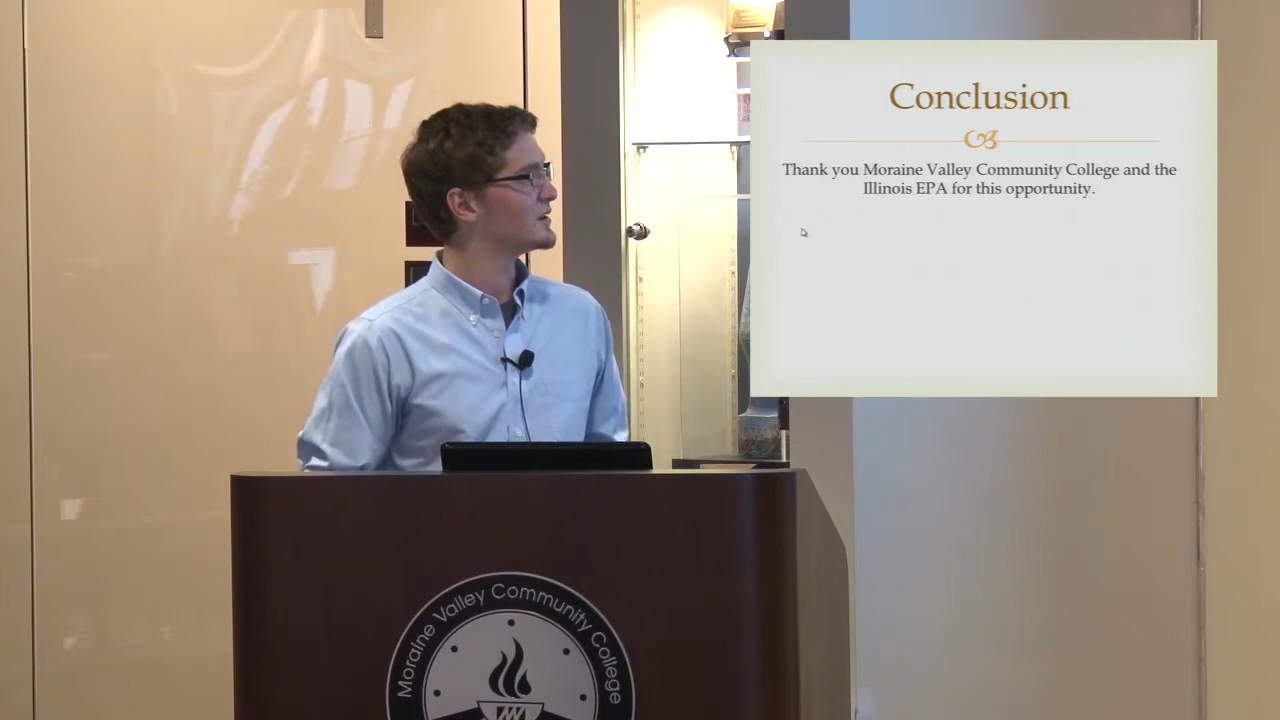 Conclusion
Thank you Moraine Valley Community College and the
Illinois EPA for this opportunity.
Moraine Valley Community College